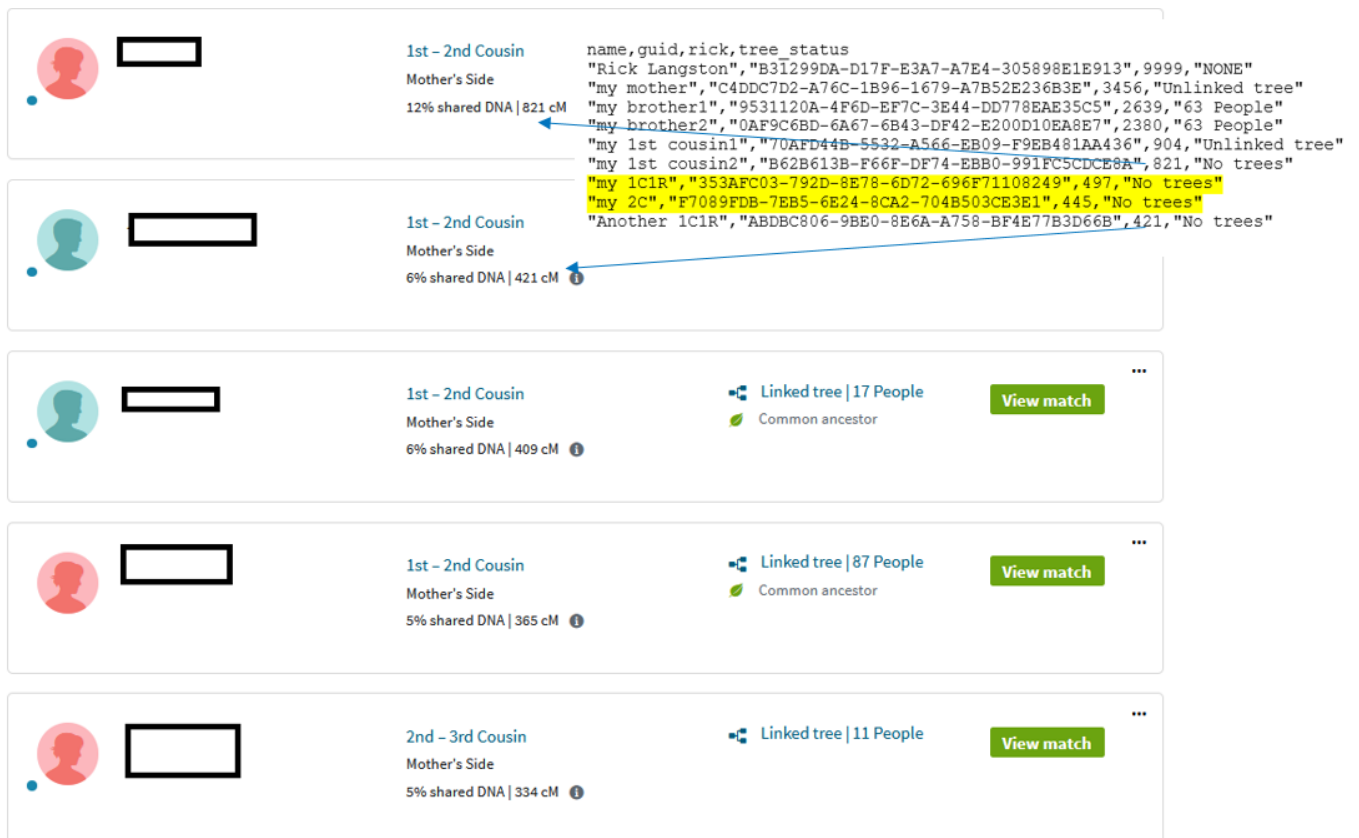 1st – 2nd Cousin
Mother's Side
12% shared DNA | 821 cM
name,guid,rick,tree_status
"Rick Langston","B31299DA-D17F-E3A7-A7E4-305898E1E913",9999,"NONE"
"my mother","C4DDC7D2-A76C-1B96-1679-A7B52E236B3E",3456,"Unlinked tree"
"my brother1","9531120A-4F6D-EF7C-3E44-DD778EAE35C5",2639,"63 People"
"my brother2","0AF9C6BD-6A67-6B43-DF42-E200D10EA8E7",2380,"63 People"
"my 1st cousin1","70AFD44B-5532-A566-EB09-F9EB481AA436",904,"Unlinked tree"
"my 1st cousin2","B62B613B-F66F-DF74-EBB0-991FC5CDCE8A",821,"No trees"
"my 1C1R","353AFC03-792D-8E78-6D72-696F71108249",497,"No trees"
"my 2C","F7089FDB-7EB5-6E24-8CA2-704B503CE3E1",445,"No trees"
"Another 1C1R","ABDBC806-9BE0-8E6A-A758-BF4E77B3D66B",421,"No trees"
1st – 2nd Cousin
Mother's Side
6% shared DNA | 421 cM
1st – 2nd Cousin
Mother's Side
6% shared DNA | 409 cM
Linked tree | 17 People
Common ancestor
View match
1st – 2nd Cousin
Mother's Side
5% shared DNA | 365 cM
Linked tree | 87 People
Common ancestor
View match
2nd – 3rd Cousin
Mother's Side
5% shared DNA | 334 cM
Linked tree | 11 People
View match